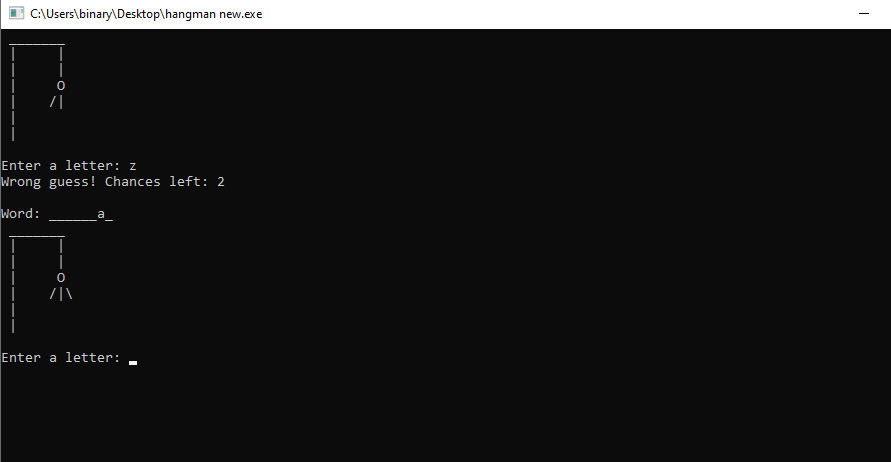 C:\Users\binary\Desktop\hangman new.exe
 _______
 |     |
 |     |
 |     O
 |    /|
 |
 |
Enter a letter: z
Wrong guess! Chances left: 2
Word: ______a_
 _______
 |     |
 |     |
 |     O
 |    /|\
 |
 |
Enter a letter: